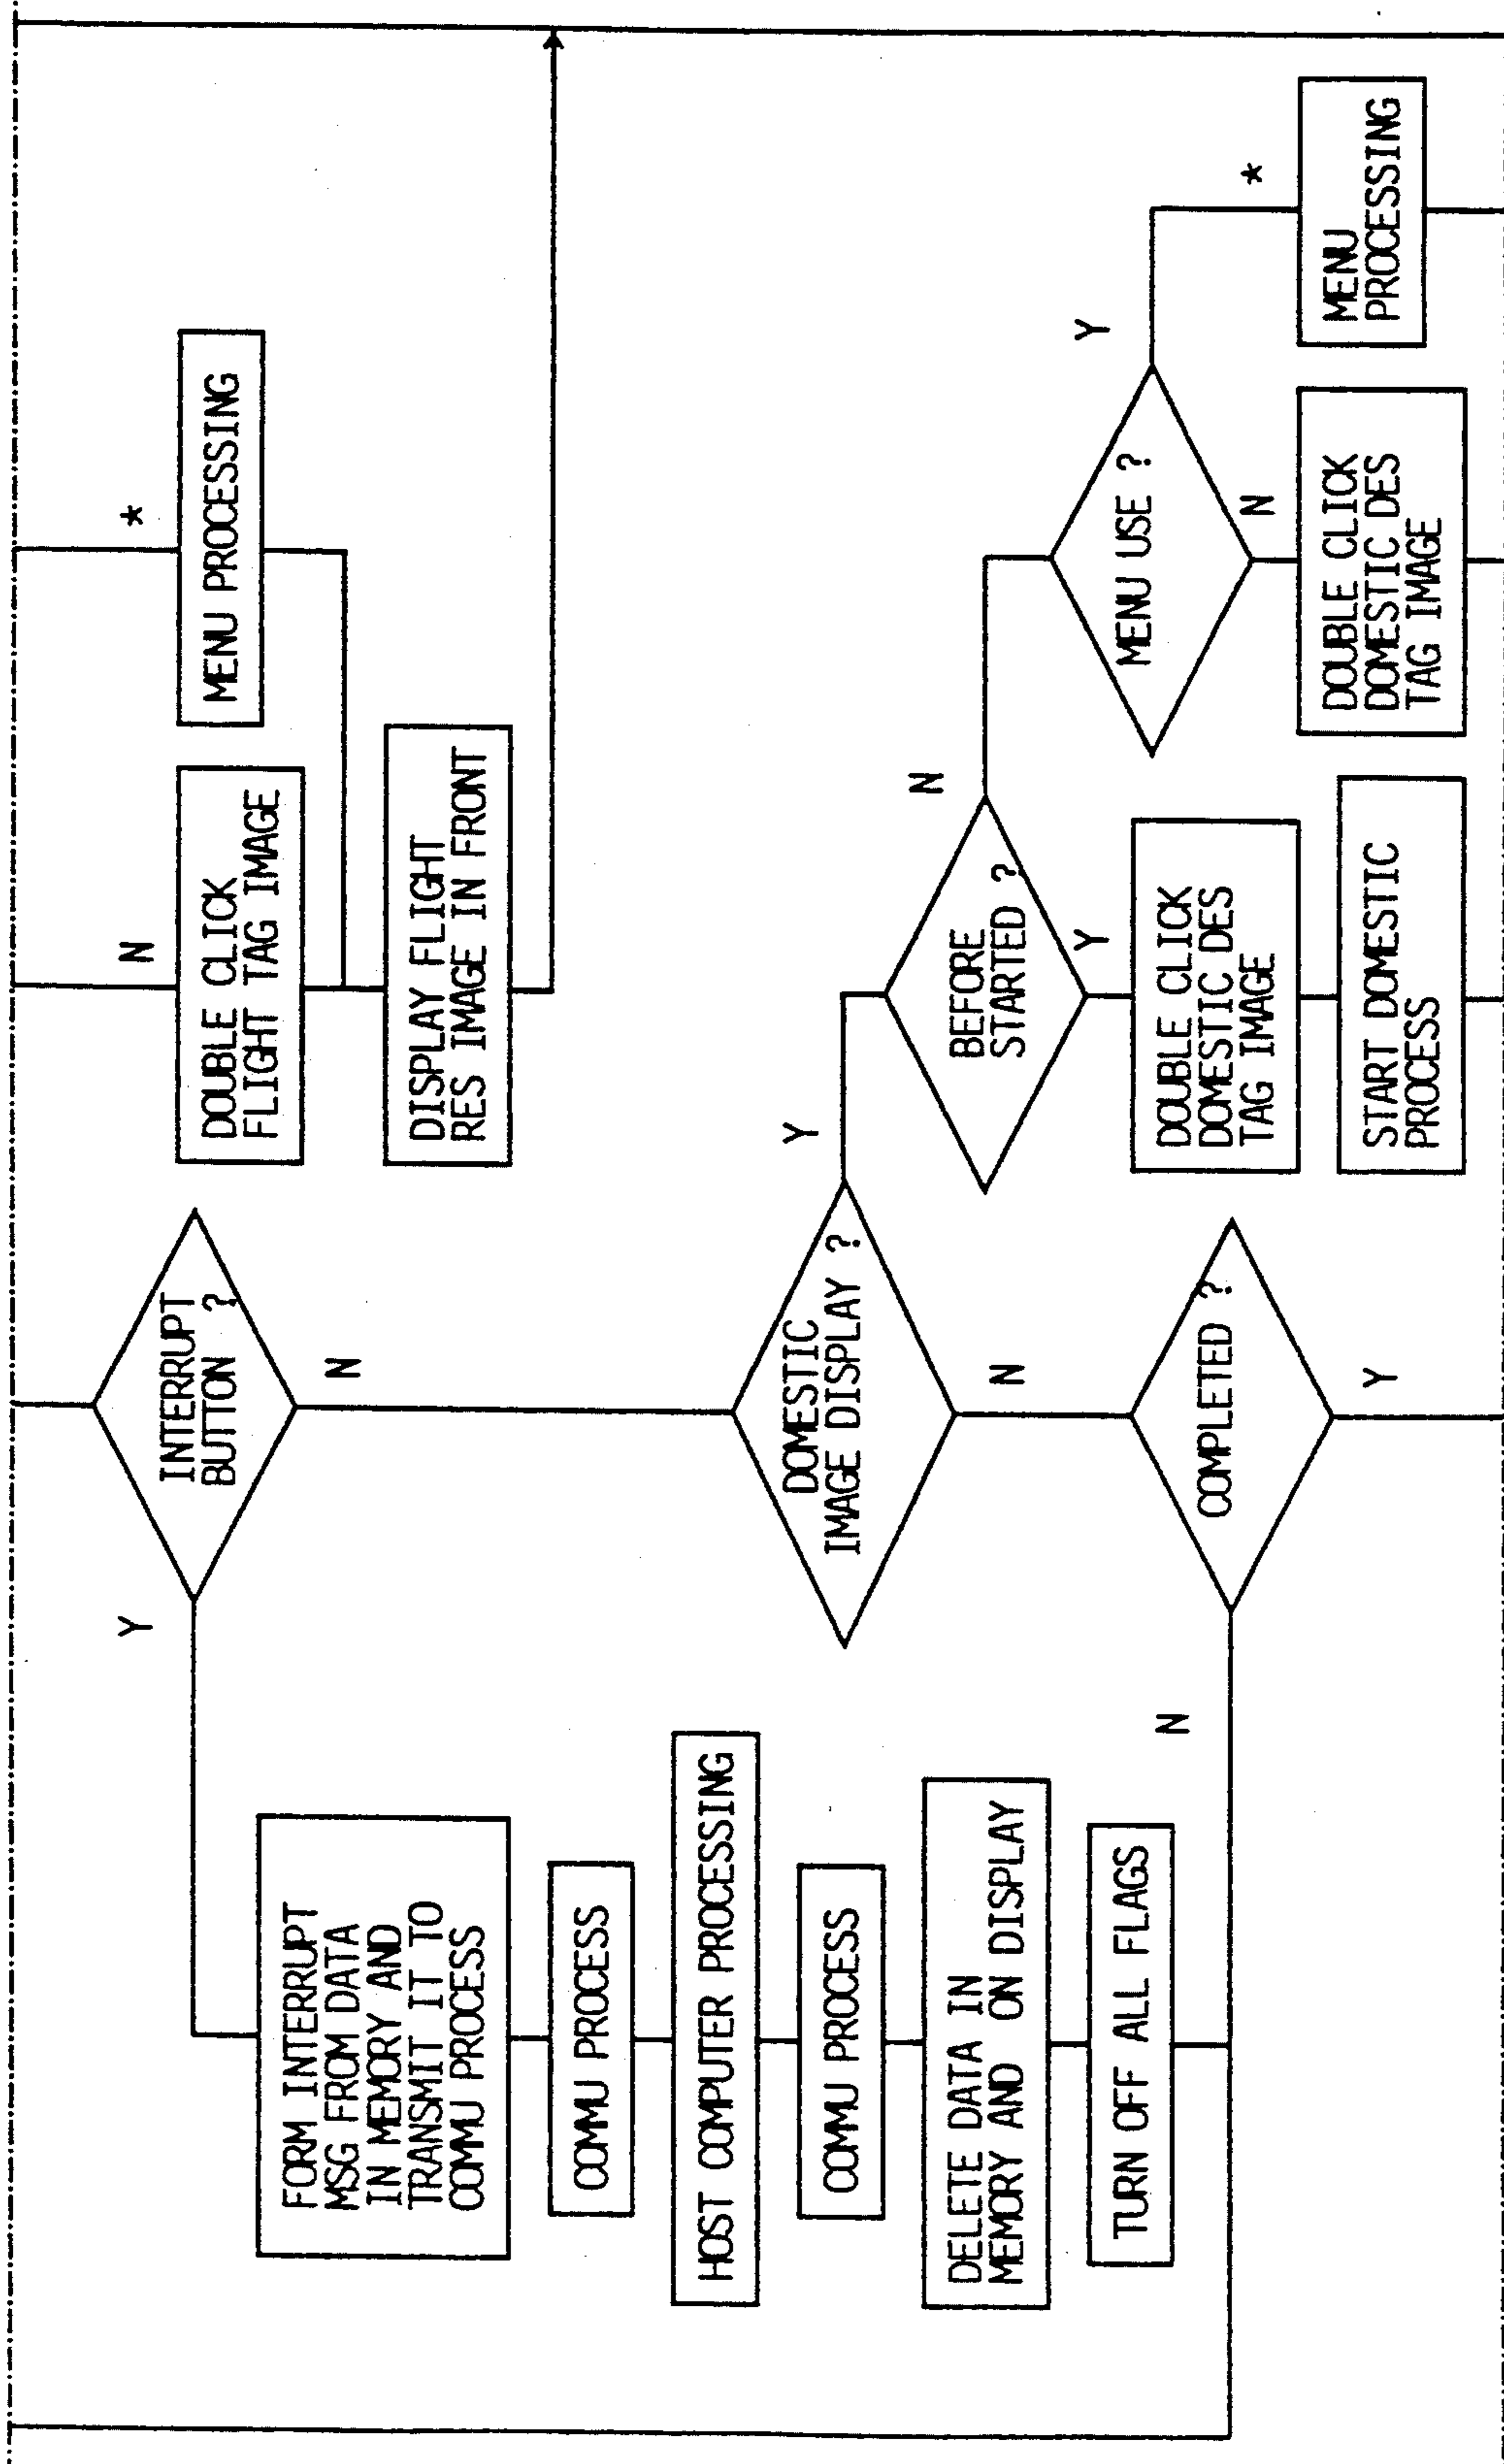 Y
INTERRUPT
BUTTON ?
N
N
DOUBLE CLICK
FLIGHT TAG IMAGE
*
MENU PROCESSING
DISPLAY FLIGHT
RES IMAGE IN FRONT
FORM INTERRUPT
MSG FROM DATA
IN MEMORY AND
TRANSMIT IT TO
COMMU PROCESS
COMMU PROCESS
HOST COMPUTER PROCESSING
COMMU PROCESS
DELETE DATA IN
MEMORY AND ON DISPLAY
TURN OFF ALL FLAGS
DOMESTIC
IMAGE DISPLAY ?
Y
N
BEFORE
STARTED ?
N
Y
MENU USE ?
Y
N
*
N
COMPLETED ?
Y
DOUBLE CLICK
DOMESTIC DES
TAG IMAGE
START DOMESTIC
PROCESS
DOUBLE CLICK
DOMESTIC DES
TAG IMAGE
MENU
PROCESSING